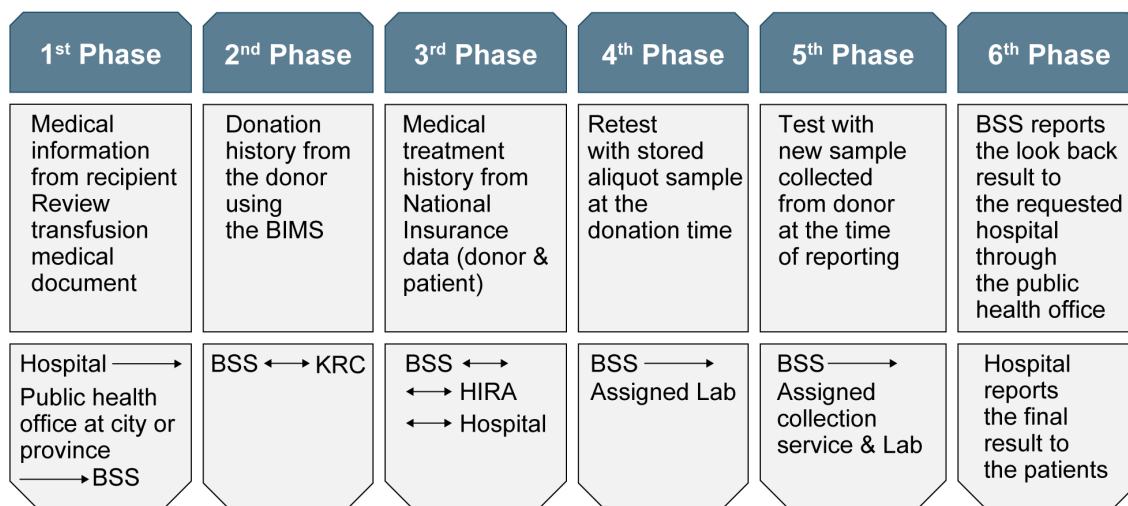 1st Phase
Medical
information
from recipient
Review
transfusion
medical
document
Hospital →
Public health
office at city or
province
→ BSS
2nd Phase
Donation
history from
the donor
using
the BIMS
BSS ↔ KRC
3rd Phase
Medical
treatment
history from
National
Insurance
data (donor &
patient)
BSS ↔
↔ HIRA
↔ Hospital
4th Phase
Retest
with stored
aliquot sample
at the
donation time
BSS →
Assigned Lab
5th Phase
Test with
new sample
collected
from donor
at the time
of reporting
BSS →
Assigned
collection
service & Lab
6th Phase
BSS reports
the look back
result to
the requested
hospital
through
the public
health office
Hospital
reports
the final
result to
the patients